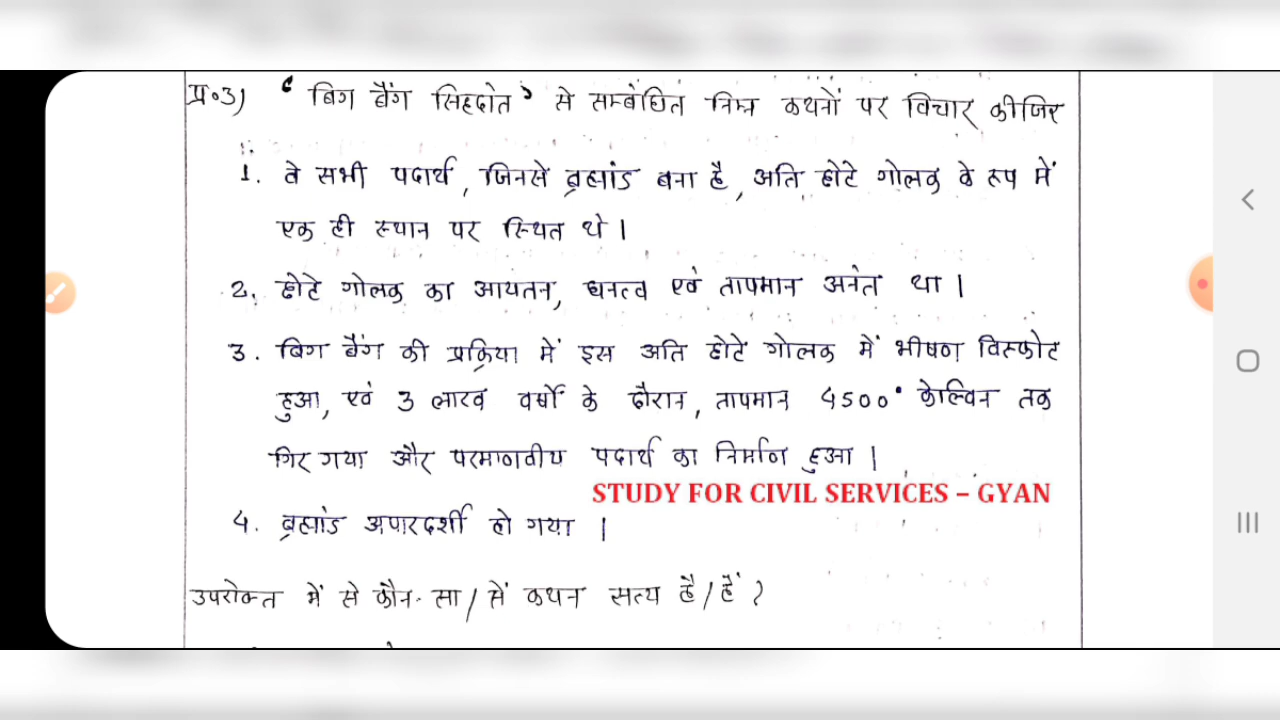 प्र०3) 'बिग बैंग सिद्धांत' से सम्बंधित निम्न कथनों पर विचार कीजिए
1. वे सभी पदार्थ, जिनसे ब्रह्मांड बना है, अति छोटे गोलक के रूप में
एक ही स्थान पर स्थित थे।
2. छोटे गोलक का आयतन, घनत्व एवं तापमान अनंत था।
3. बिग बैंग की प्रक्रिया में इस अति छोटे गोलक में भीषण विस्फोट
हुआ, एवं 3 लाख वर्षों के दौरान, तापमान 4500° केल्विन तक
गिर गया और परमाणवीय पदार्थ का निर्माण हुआ।
STUDY FOR CIVIL SERVICES – GYAN
4. ब्रह्मांड अपारदर्शी हो गया।
उपरोक्त में से कौन-सा/से कथन सत्य है/हैं?